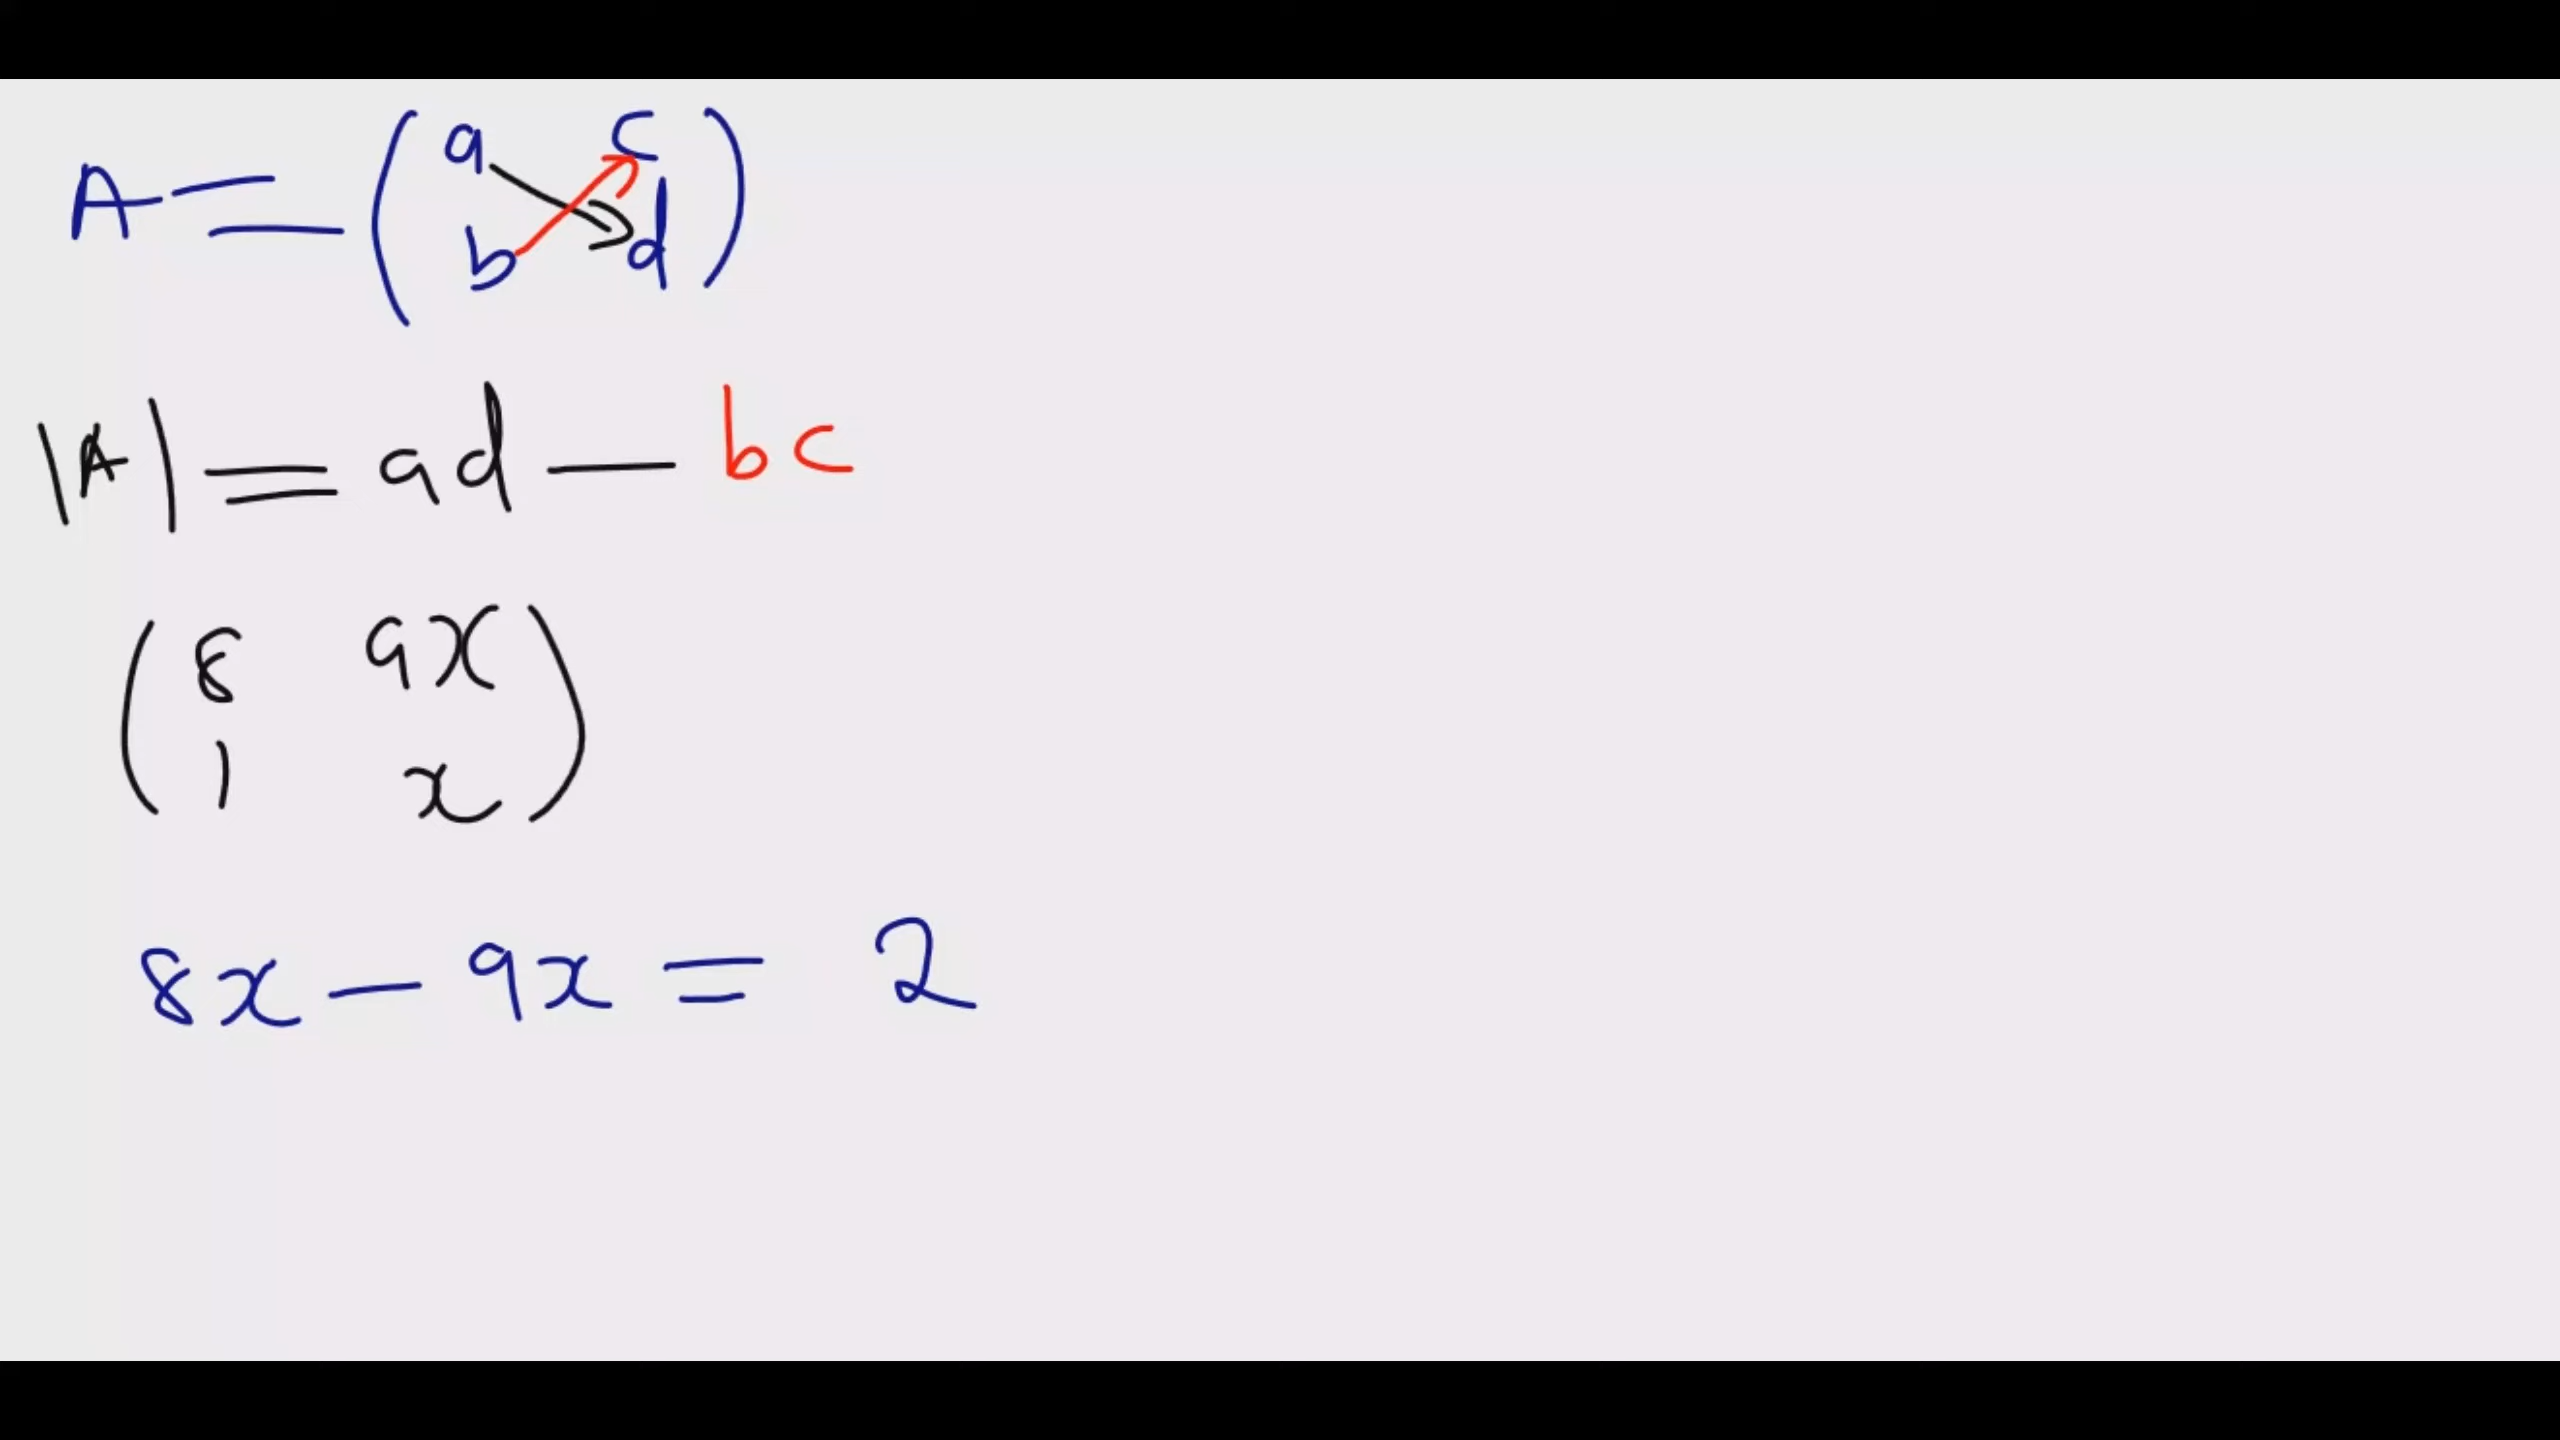 A = ( a c
b d )
|A| = ad — bc
( 8 9x
1 x )
8x — 9x = 2